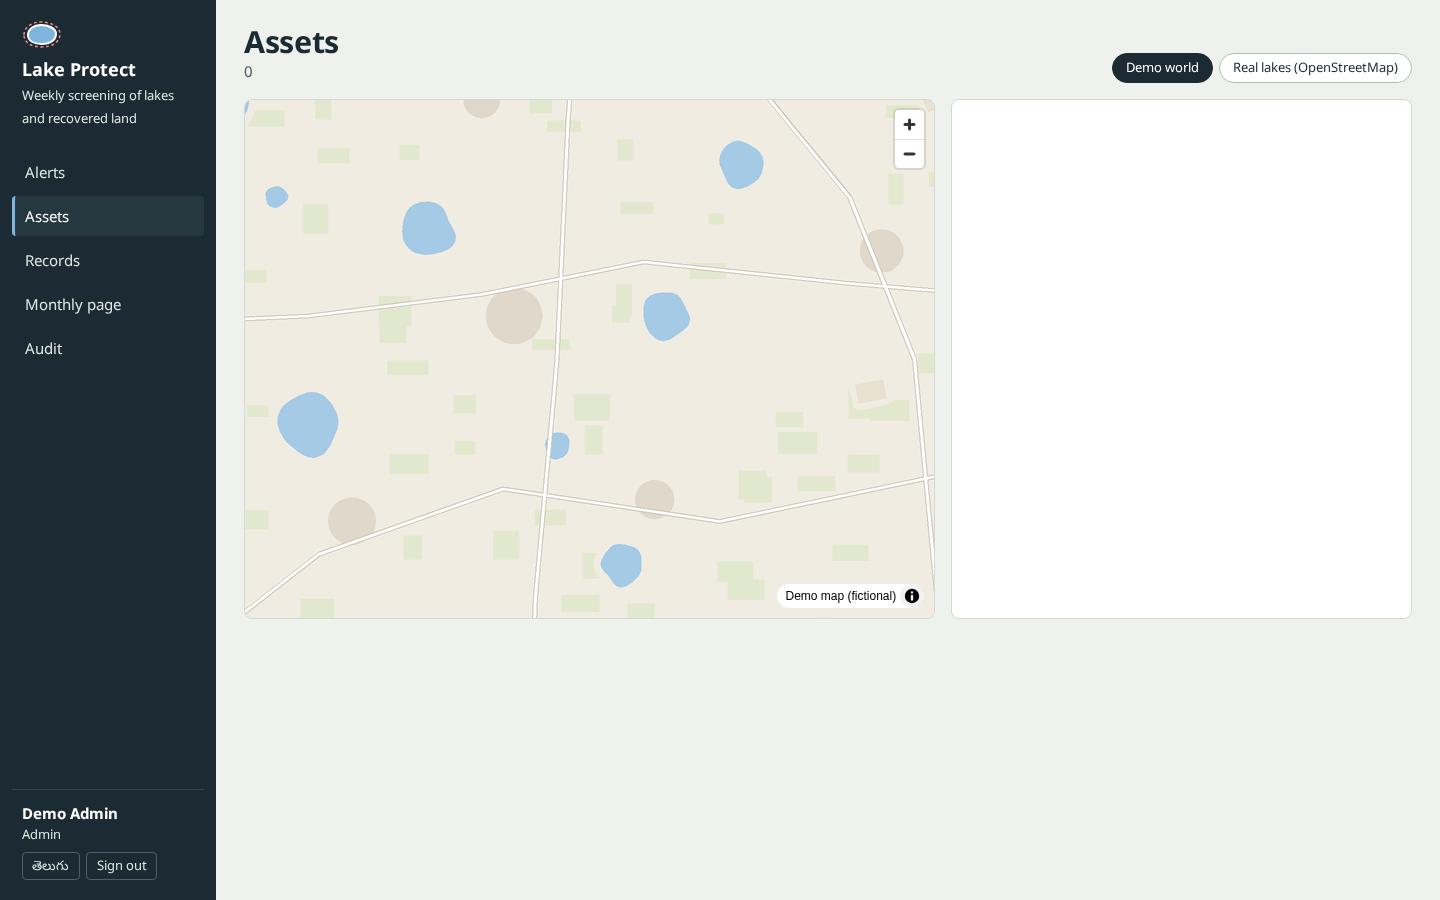 Lake Protect
Weekly screening of lakes
and recovered land
Alerts
Assets
Records
Monthly page
Audit
Demo Admin
Admin
తెలుగు
Sign out
Assets
0
Demo world
Real lakes (OpenStreetMap)
+
−
Demo map (fictional)